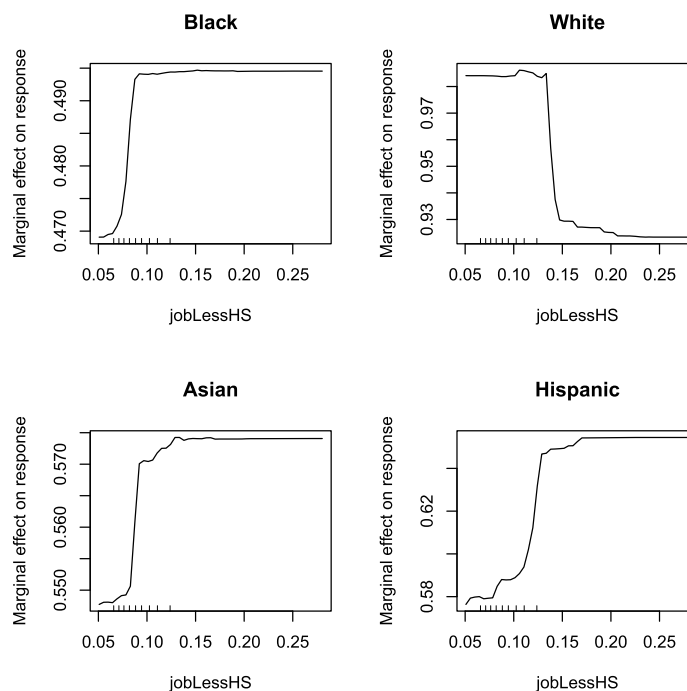 Black
Marginal effect on response
0.490
0.480
0.470
0.05 0.10 0.15 0.20 0.25
jobLessHS
White
Marginal effect on response
0.97
0.95
0.93
0.05 0.10 0.15 0.20 0.25
jobLessHS
Asian
Marginal effect on response
0.570
0.560
0.550
0.05 0.10 0.15 0.20 0.25
jobLessHS
Hispanic
Marginal effect on response
0.62
0.58
0.05 0.10 0.15 0.20 0.25
jobLessHS